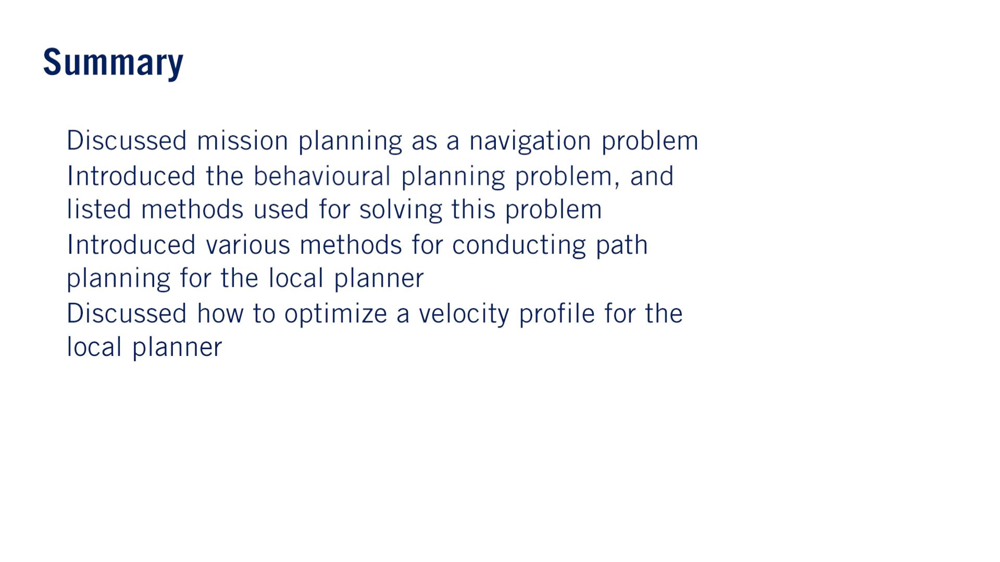 Summary
Discussed mission planning as a navigation problem
Introduced the behavioural planning problem, and
listed methods used for solving this problem
Introduced various methods for conducting path
planning for the local planner
Discussed how to optimize a velocity profile for the
local planner